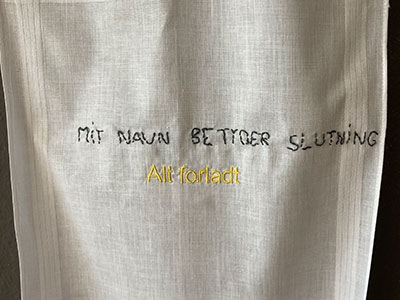 MIT NAVN BETYDER SLUTNING
Alt forladt